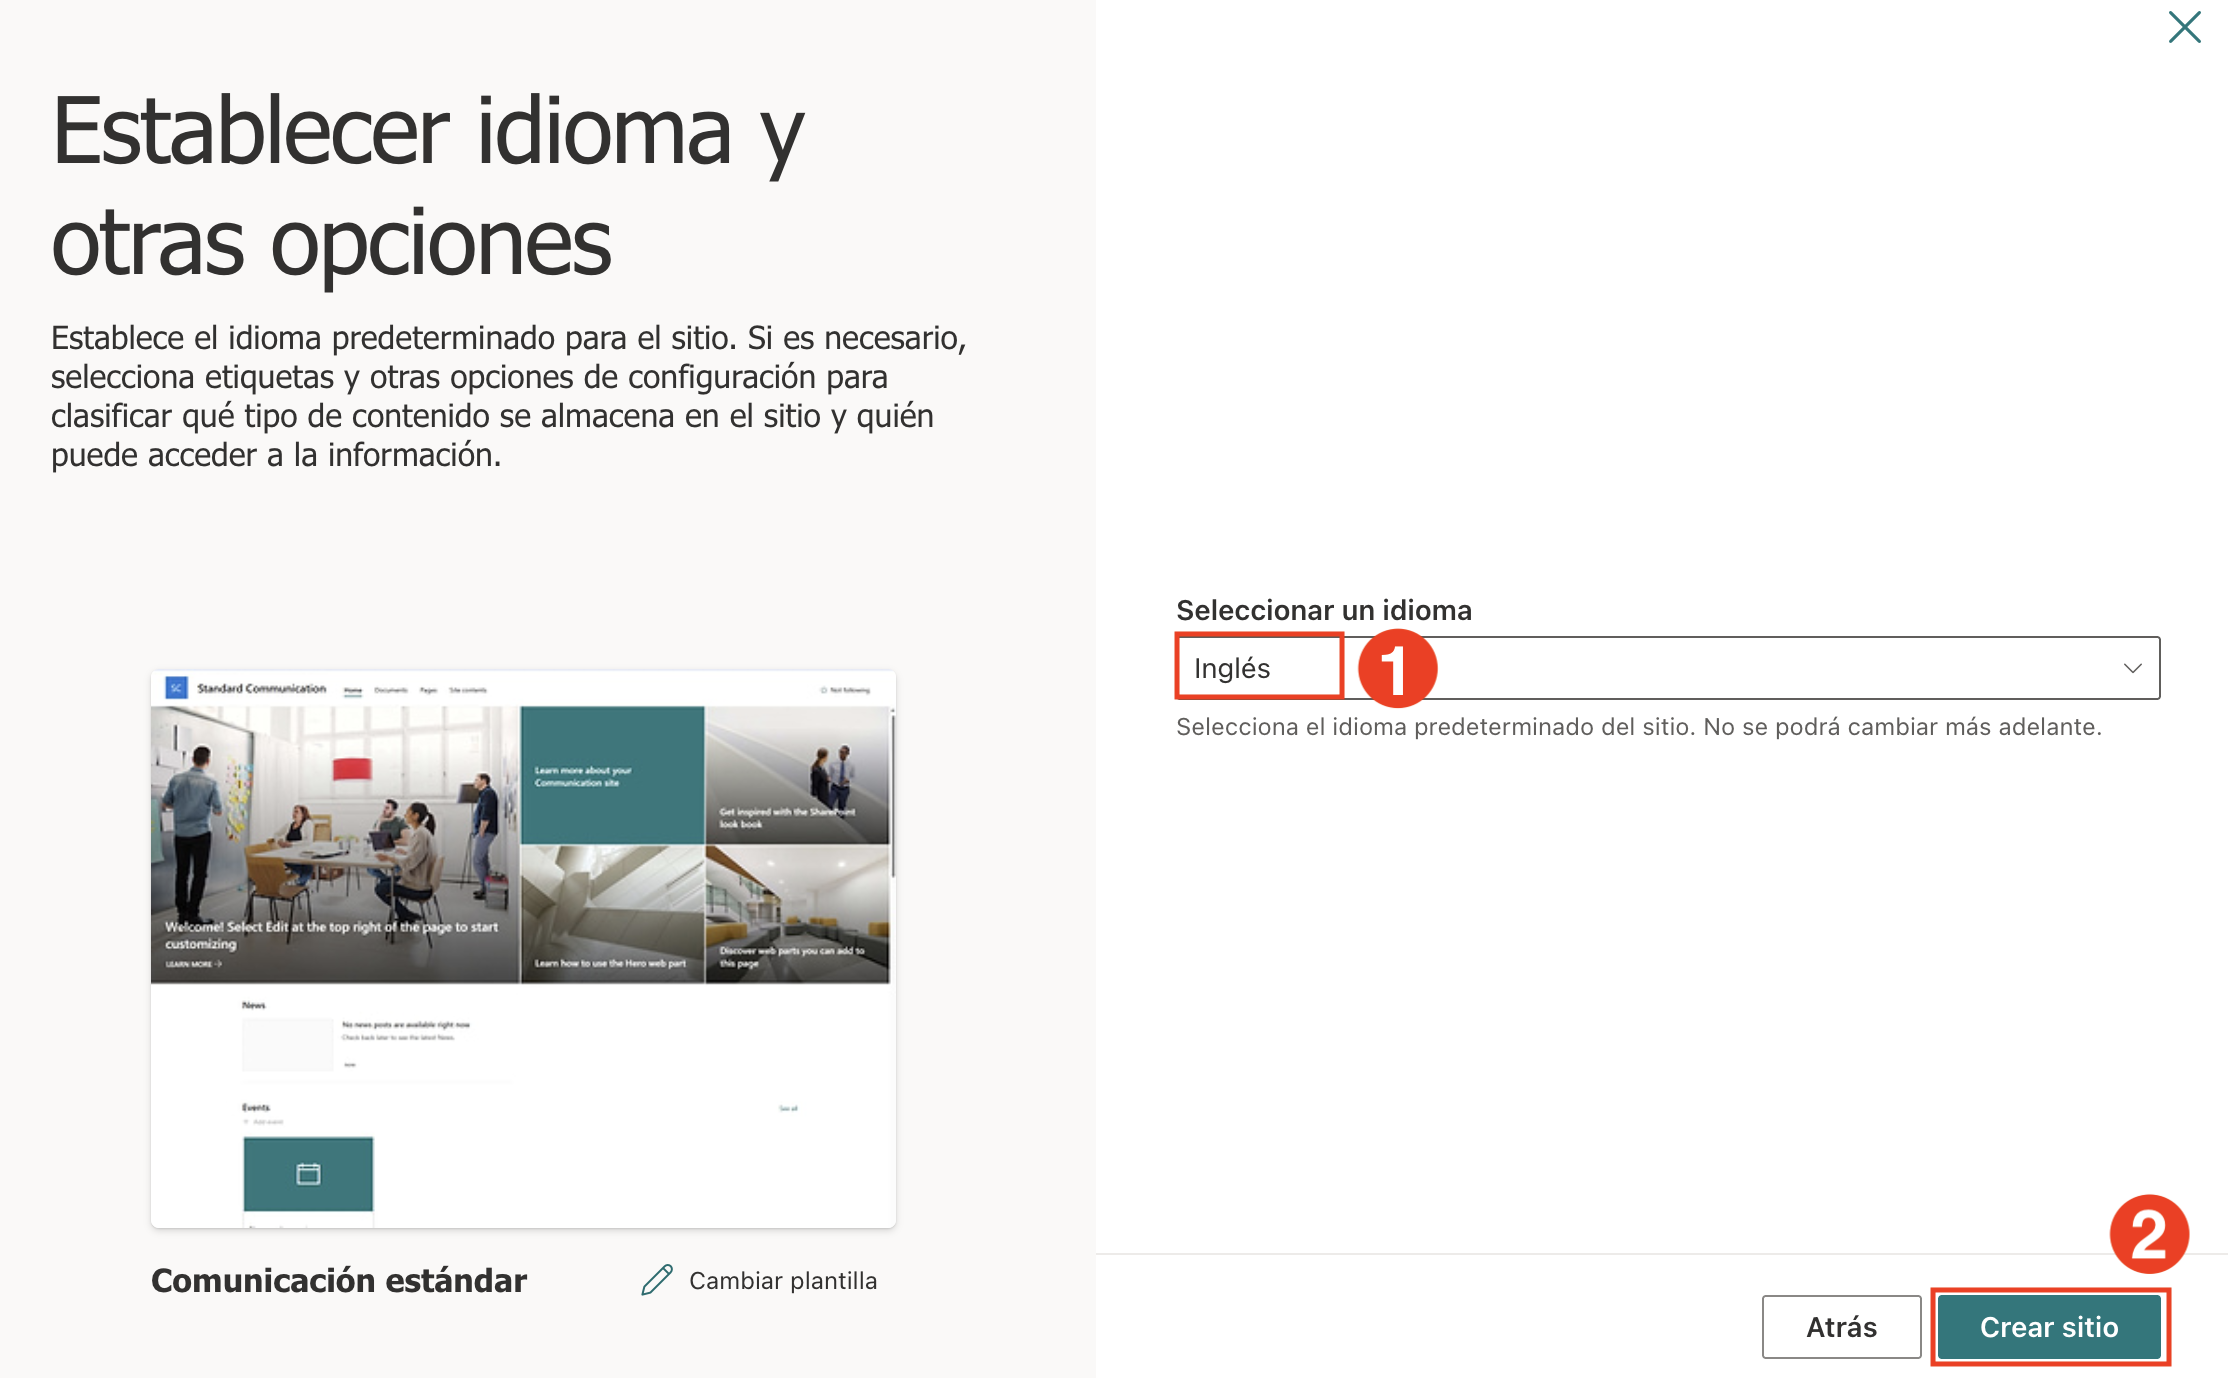 Establecer idioma y
otras opciones
Establece el idioma predeterminado para el sitio. Si es necesario,
selecciona etiquetas y otras opciones de configuración para
clasificar qué tipo de contenido se almacena en el sitio y quién
puede acceder a la información.
SC Standard Communication Home Documents Pages Site contents Not following
Learn more about your
Communication site
Get inspired with the SharePoint
look book
Welcome! Select Edit at the top right of the page to start
customizing
LEARN MORE →
Learn how to use the Hero web part
Discover web parts you can add to
this page
News
No news posts are available right now
Check back later to see the latest News.
Events
See all
Add event
Comunicación estándar
Cambiar plantilla
Seleccionar un idioma
Inglés
1
Selecciona el idioma predeterminado del sitio. No se podrá cambiar más adelante.
2
Atrás
Crear sitio